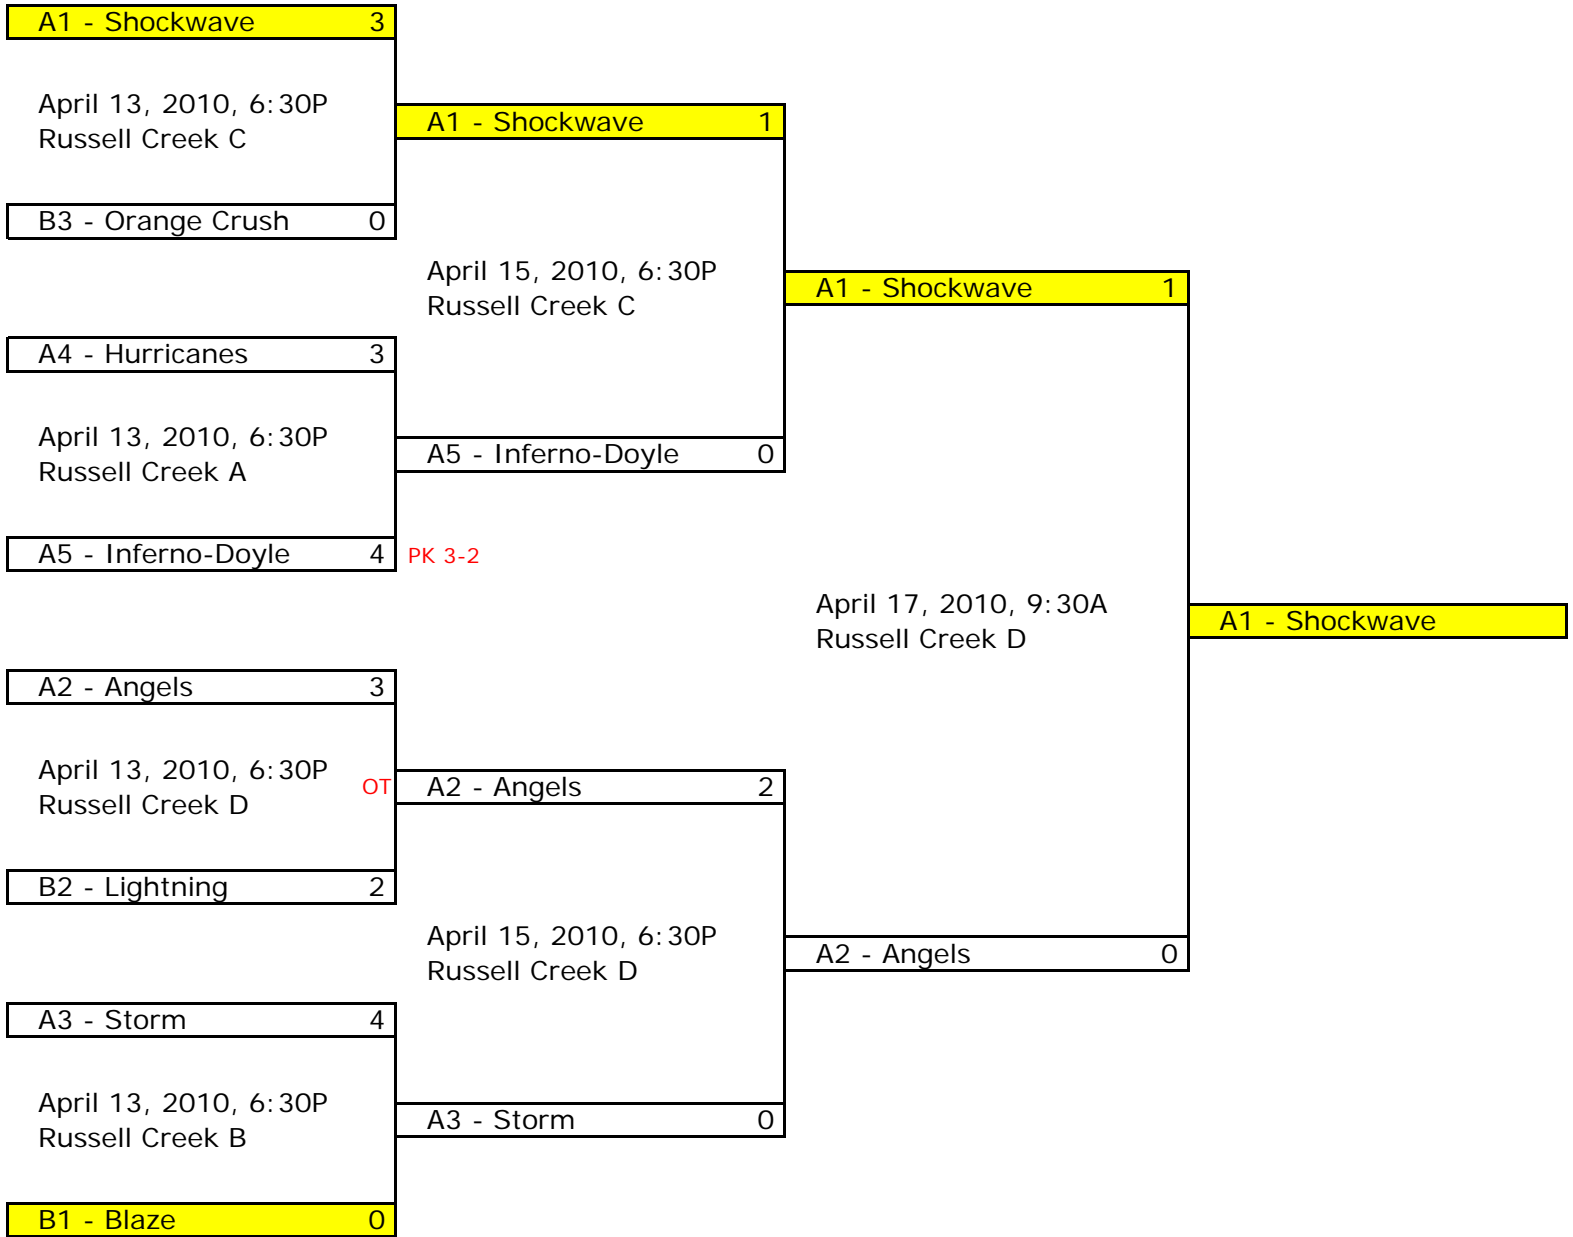 A1 - Shockwave 3
April 13, 2010, 6:30P
Russell Creek C
B3 - Orange Crush 0
A4 - Hurricanes 3
April 13, 2010, 6:30P
Russell Creek A
A5 - Inferno-Doyle 4 PK 3-2
A2 - Angels 3
April 13, 2010, 6:30P
Russell Creek D
OT
B2 - Lightning 2
A3 - Storm 4
April 13, 2010, 6:30P
Russell Creek B
B1 - Blaze 0
A1 - Shockwave 1
April 15, 2010, 6:30P
Russell Creek C
A5 - Inferno-Doyle 0
A2 - Angels 2
April 15, 2010, 6:30P
Russell Creek D
A3 - Storm 0
A1 - Shockwave 1
April 17, 2010, 9:30A
Russell Creek D
A2 - Angels 0
A1 - Shockwave